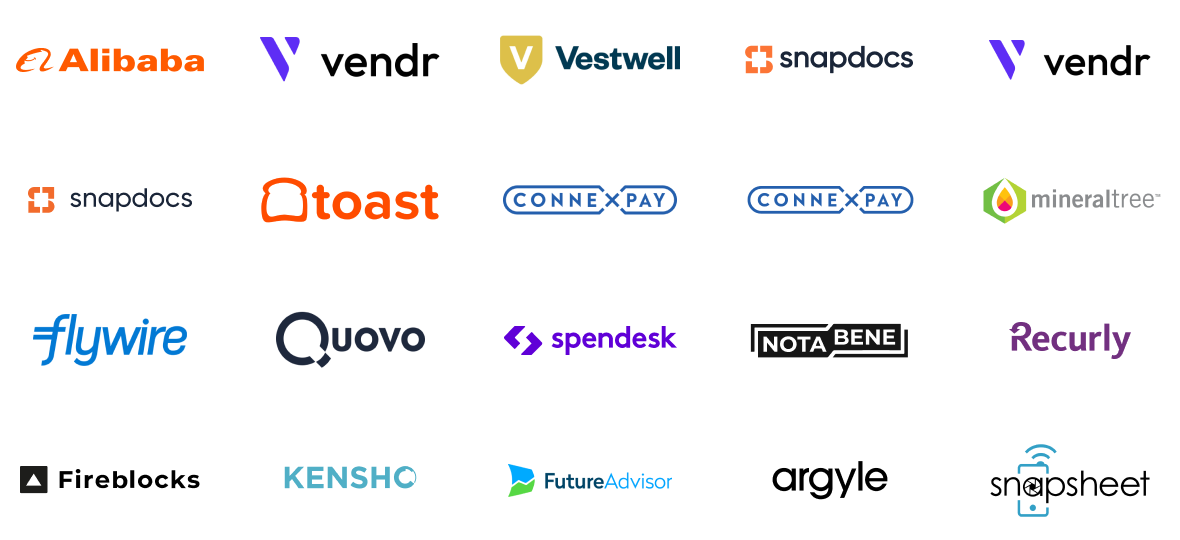 Alibaba
vendr
V Vestwell
snapdocs
vendr
snapdocs
toast
CONNEXPAY
CONNEXPAY
mineraltree™
flywire
Quovo
spendesk
NOTA BENE
Recurly
Fireblocks
KENSHO
FutureAdvisor
argyle
snapsheet